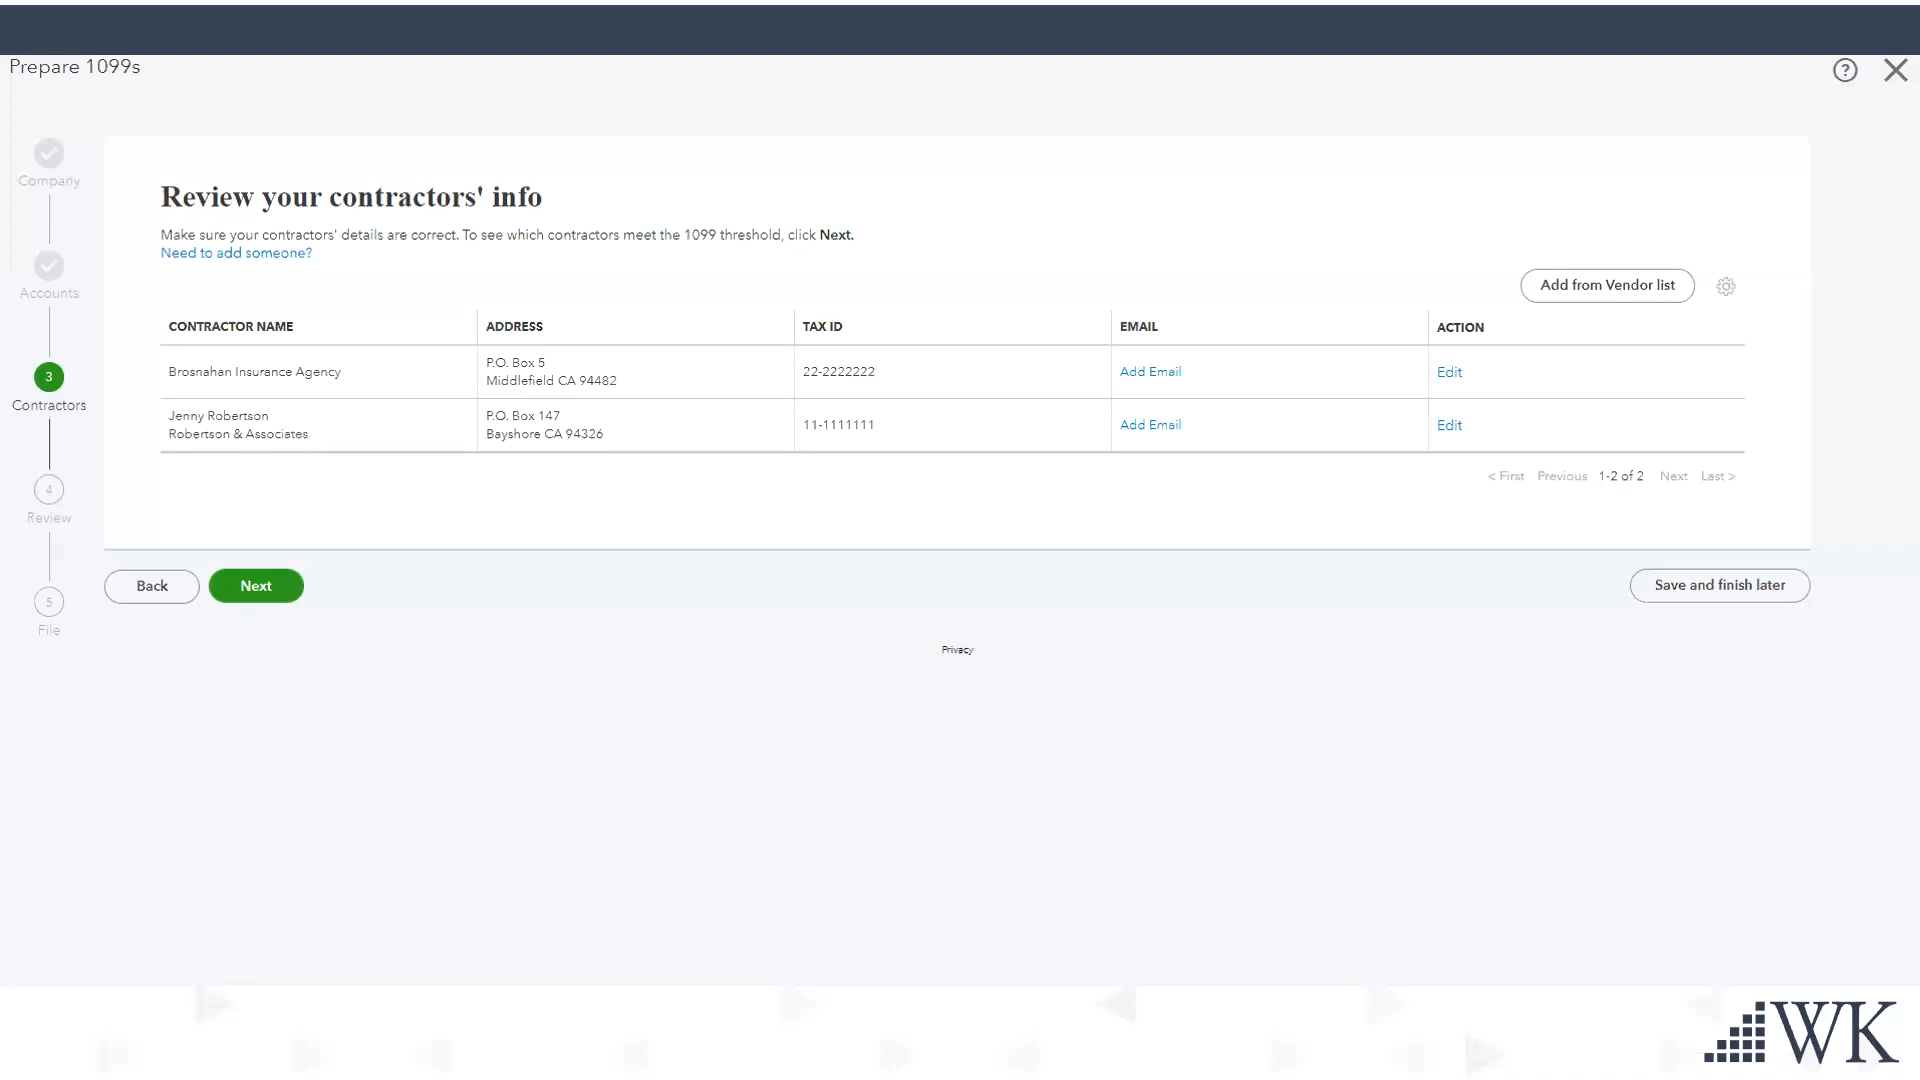 Prepare 1099s
?
Company
Accounts
3
Contractors
4
Review
5
File
Review your contractors' info
Make sure your contractors' details are correct. To see which contractors meet the 1099 threshold, click Next.
Need to add someone?
Add from Vendor list
CONTRACTOR NAME ADDRESS TAX ID EMAIL ACTION
Brosnahan Insurance Agency
P.O. Box 5
Middlefield CA 94482
22-2222222
Add Email
Edit
Jenny Robertson
Robertson & Associates
P.O. Box 147
Bayshore CA 94326
11-1111111
Add Email
Edit
< First Previous 1-2 of 2 Next Last >
Back
Next
Save and finish later
Privacy
WK